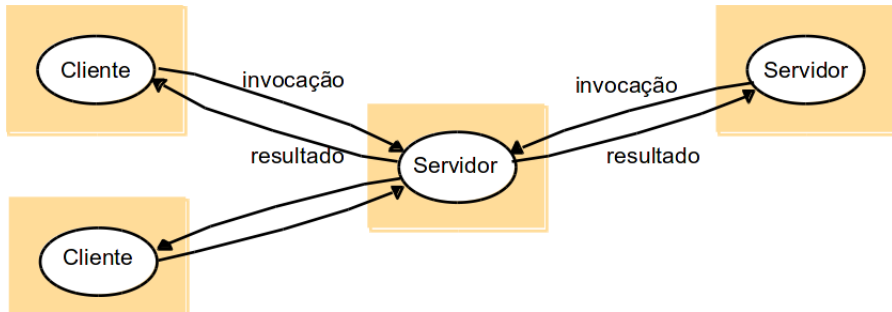 Cliente
invocação
resultado
Servidor
invocação
resultado
Servidor
Cliente